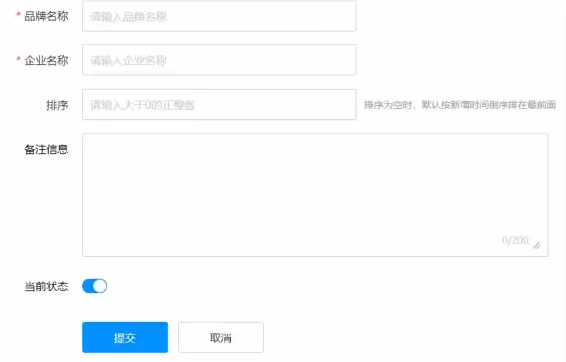 * 品牌名称 请输入品牌名称
* 企业名称 请输入企业名称
排序 请输入大于0的正整数 排序为空时，默认按新增时间倒序排在最前面
备注信息
0/200
当前状态
提交 取消